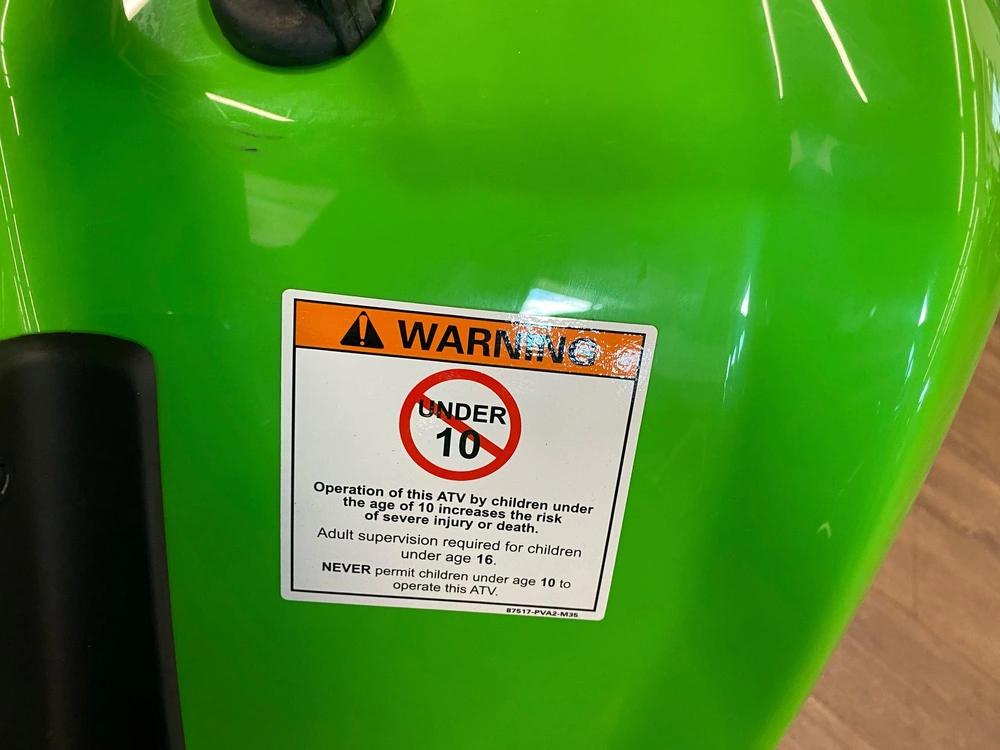 WARNING
UNDER
10
Operation of this ATV by children under
the age of 10 increases the risk
of severe injury or death.
Adult supervision required for children
under age 16.
NEVER permit children under age 10 to
operate this ATV.
87517-PVA2-M35